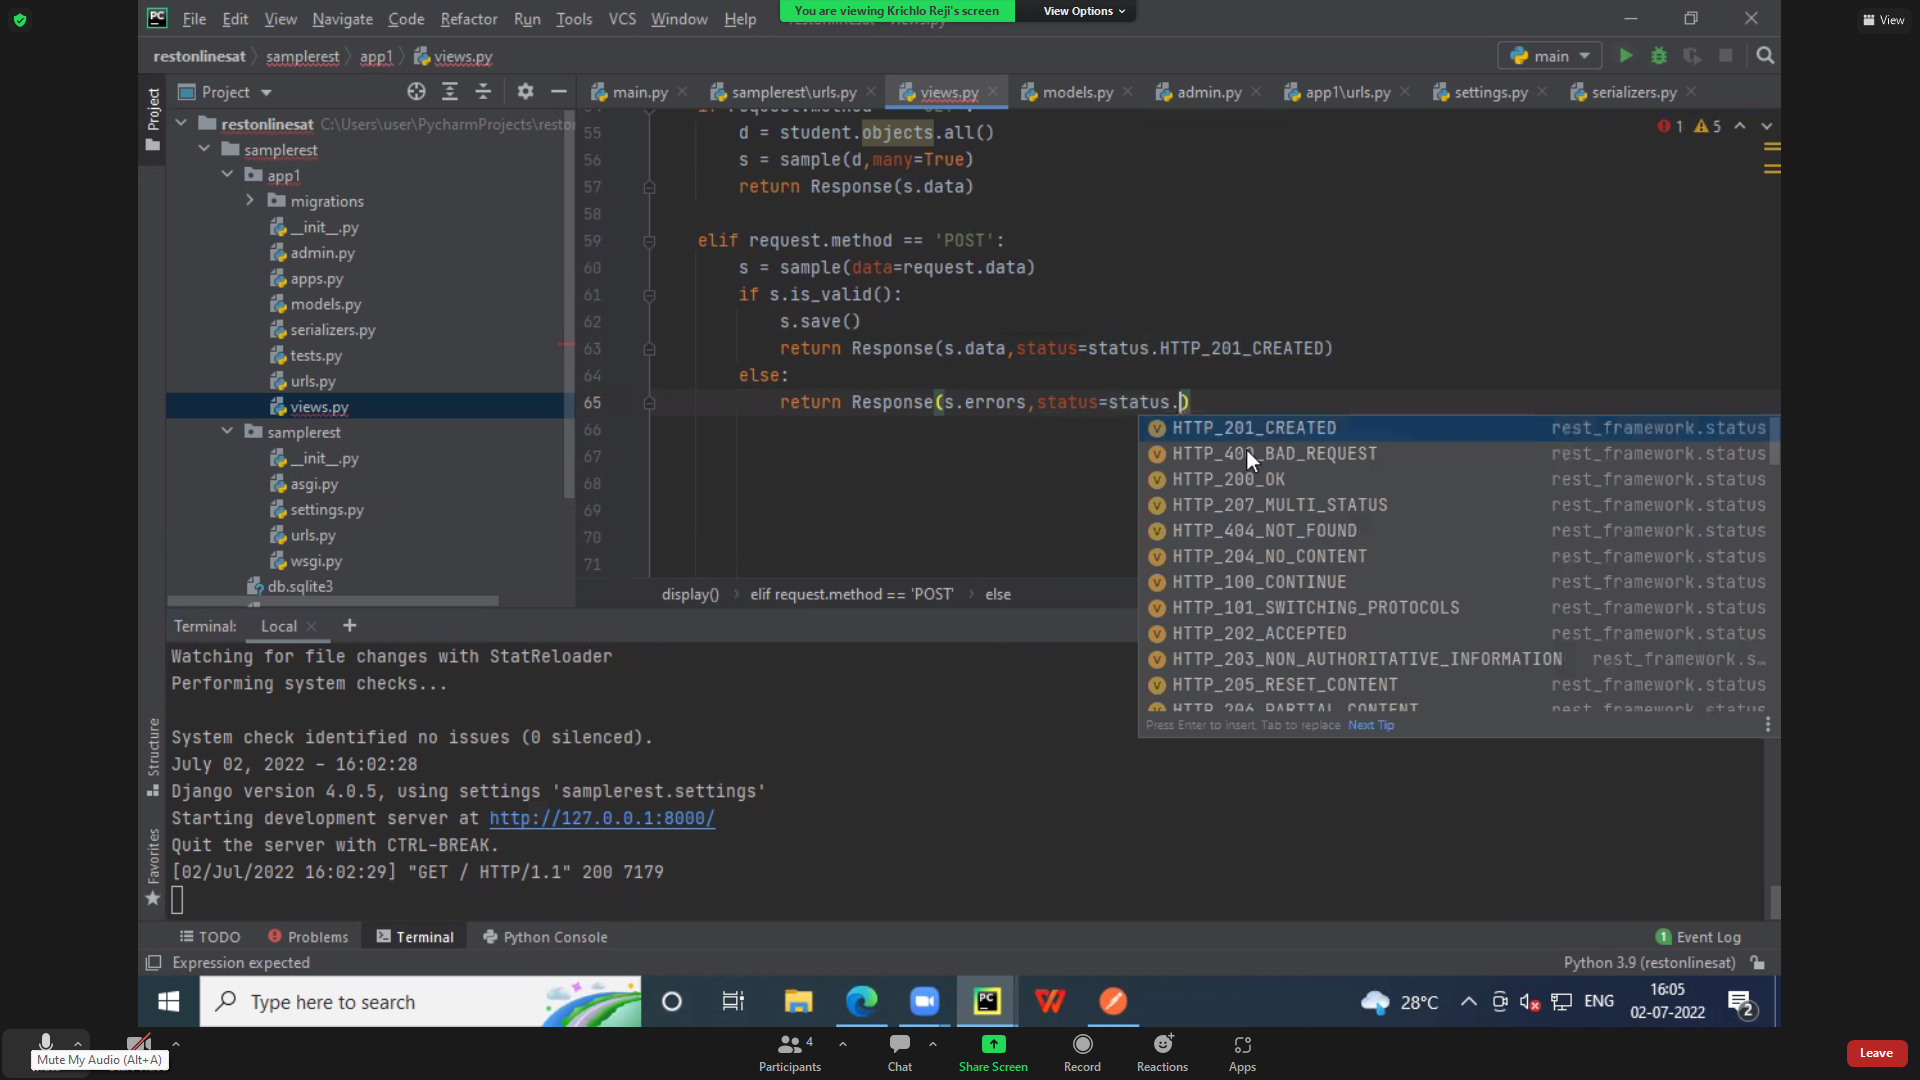 File Edit View Navigate Code Refactor Run Tools VCS Window Help
You are viewing Krichlo Reji's screen View Options
View
restonlinesat samplerest app1 views.py
main
Project
main.py samplerest\urls.py views.py models.py admin.py app1\urls.py settings.py serializers.py
Project
restonlinesat C:\Users\user\PycharmProjects\resto
samplerest
app1
migrations
__init__.py
admin.py
apps.py
models.py
serializers.py
tests.py
urls.py
views.py
samplerest
__init__.py
asgi.py
settings.py
urls.py
wsgi.py
db.sqlite3
1 5
55 d = student.objects.all()
56 s = sample(d,many=True)
57 return Response(s.data)
58
59 elif request.method == 'POST':
60 s = sample(data=request.data)
61 if s.is_valid():
62 s.save()
63 return Response(s.data,status=status.HTTP_201_CREATED)
64 else:
65 return Response(s.errors,status=status.)
66
67
68
69
70
71
HTTP_201_CREATED rest_framework.status
HTTP_400_BAD_REQUEST rest_framework.status
HTTP_200_OK rest_framework.status
HTTP_207_MULTI_STATUS rest_framework.status
HTTP_404_NOT_FOUND rest_framework.status
HTTP_204_NO_CONTENT rest_framework.status
HTTP_100_CONTINUE rest_framework.status
HTTP_101_SWITCHING_PROTOCOLS rest_framework.status
HTTP_202_ACCEPTED rest_framework.status
HTTP_203_NON_AUTHORITATIVE_INFORMATION rest_framework.s…
HTTP_205_RESET_CONTENT rest_framework.status
HTTP_206_PARTIAL_CONTENT rest_framework.status
Press Enter to insert, Tab to replace Next Tip
display() elif request.method == 'POST' else
Terminal: Local
Watching for file changes with StatReloader
Performing system checks...
System check identified no issues (0 silenced).
July 02, 2022 - 16:02:28
Django version 4.0.5, using settings 'samplerest.settings'
Starting development server at http://127.0.0.1:8000/
Quit the server with CTRL-BREAK.
[02/Jul/2022 16:02:29] "GET / HTTP/1.1" 200 7179
Structure
Favorites
TODO Problems Terminal Python Console
1 Event Log
Expression expected
Python 3.9 (restonlinesat)
Type here to search
28°C ENG
16:05
02-07-2022
2
Mute My Audio (Alt+A)
Participants 4 Chat Share Screen Record Reactions Apps
Leave